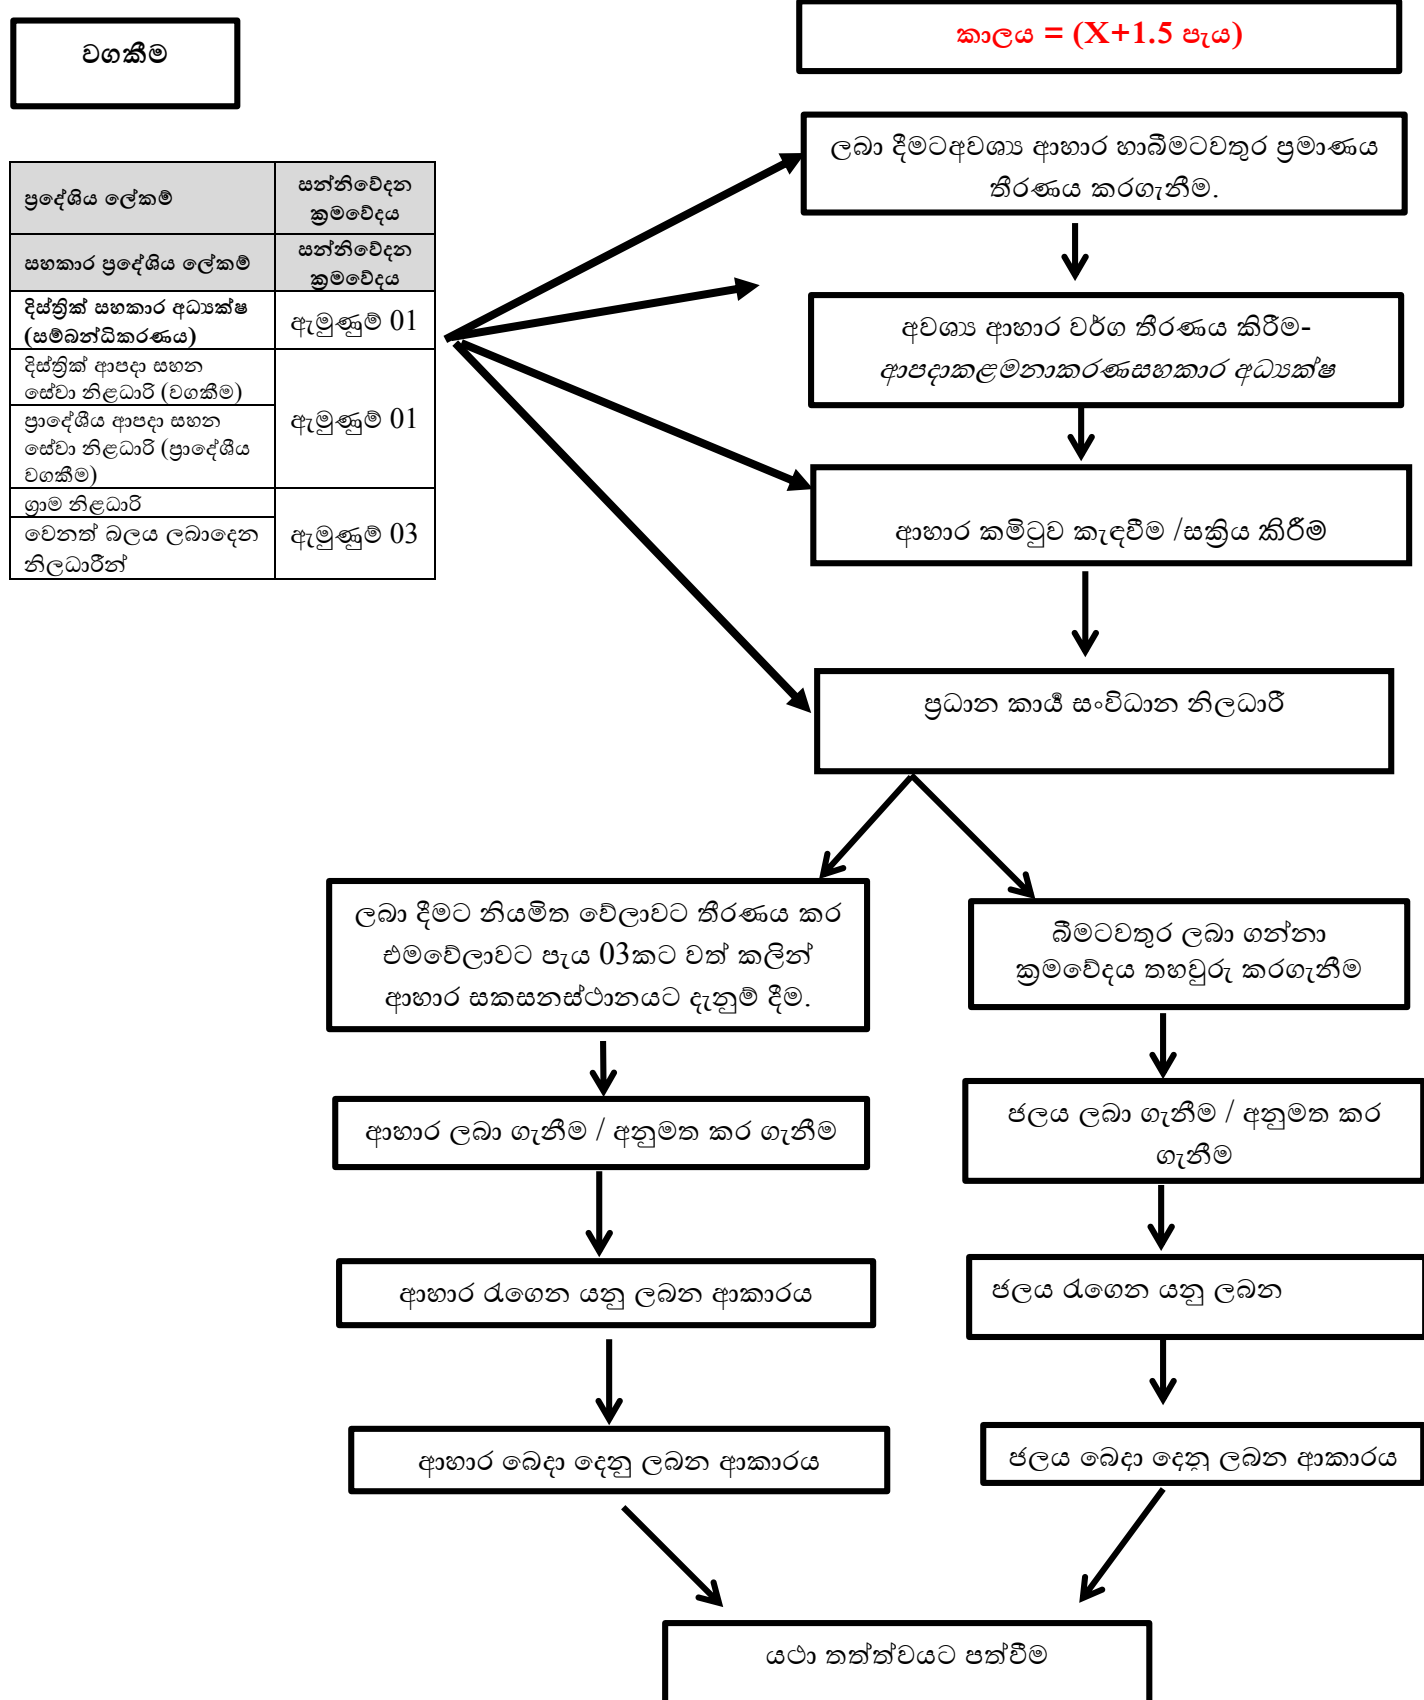 වගකීම
කාලය = (X+1.5 පැය)
ප්‍රදේශිය ලේකම්
සන්නිවේදන
ක්‍රමවේදය
සහකාර ප්‍රදේශිය ලේකම්
සන්නිවේදන
ක්‍රමවේදය
දිස්ත්‍රික් සහකාර අධ්‍යක්ෂ
(සම්බන්ධිකරණය)
ඇමුණුම් 01
දිස්ත්‍රික් ආපදා සහන
සේවා නිළධාරි (වගකීම)
ප්‍රාදේශීය ආපදා සහන
සේවා නිළධාරි (ප්‍රාදේශීය
වගකීම)
ඇමුණුම් 01
ග්‍රාම නිළධාරි
වෙනත් බලය ලබාදෙන
නිලධාරීන්
ඇමුණුම් 03
ලබා දීමටඅවශ්‍ය ආහාර හාබීමටවතුර ප්‍රමාණය
තීරණය කරගැනීම.
අවශ්‍ය ආහාර වර්ග තීරණය කිරීම-
ආපදාකළමනාකරණසහකාර අධ්‍යක්ෂ
ආහාර කමිටුව කැඳවීම /සක්‍රිය කිරීම
ප්‍රධාන කාර්‍ය සංවිධාන නිලධාරී
ලබා දීමට නියමිත වේලාවට තීරණය කර
එමවේලාවට පැය 03කට වත් කලින්
ආහාර සකසනස්ථානයට දැනුම් දීම.
ආහාර ලබා ගැනීම / අනුමත කර ගැනීම
ආහාර රැගෙන යනු ලබන ආකාරය
ආහාර බෙදා දෙනු ලබන ආකාරය
බීමටවතුර ලබා ගන්නා
ක්‍රමවේදය තහවුරු කරගැනීම
ජලය ලබා ගැනීම / අනුමත කර
ගැනීම
ජලය රැගෙන යනු ලබන
ජලය බෙදා දෙනු ලබන ආකාරය
යථා තත්ත්වයට පත්වීම